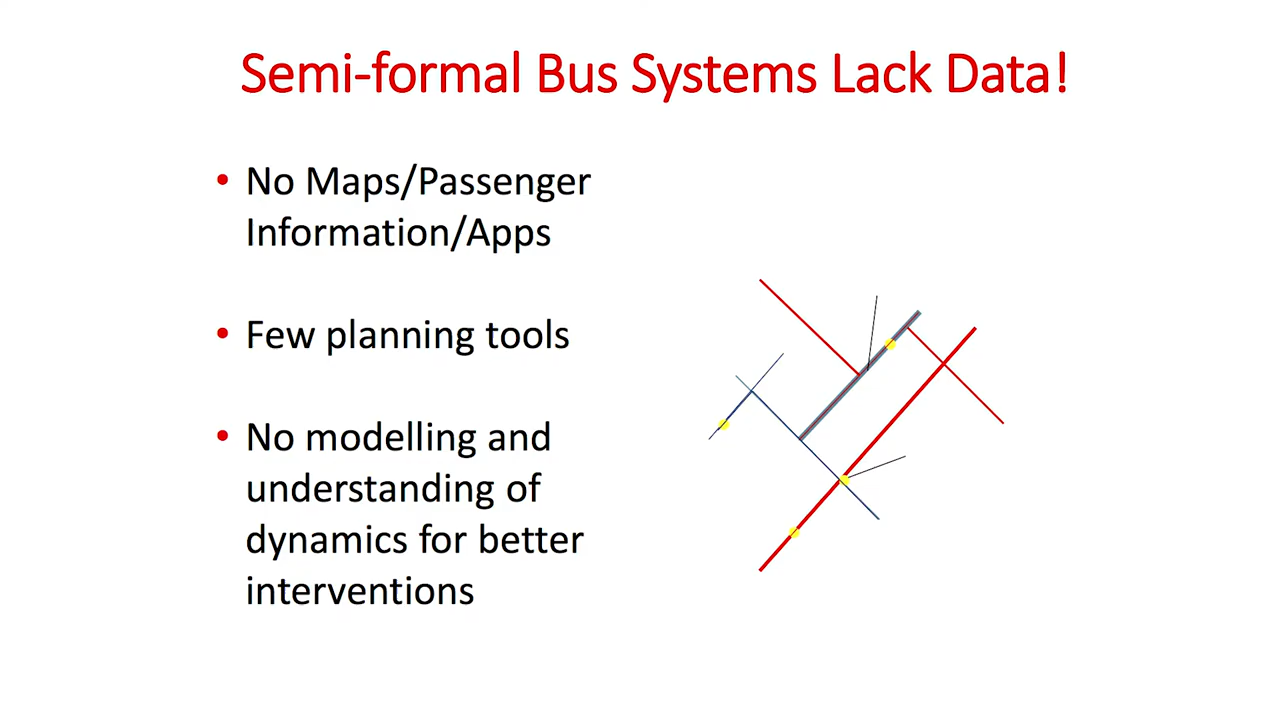 Semi-formal Bus Systems Lack Data!
• No Maps/Passenger
Information/Apps
• Few planning tools
• No modelling and
understanding of
dynamics for better
interventions